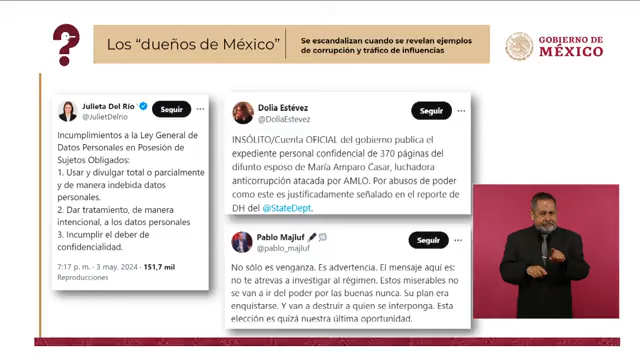 Los “dueños de México”
Se escandalizan cuando se revelan ejemplos
de corrupción y tráfico de influencias
GOBIERNO DE
MÉXICO
Julieta Del Rio
@JulietDelrio
Seguir
Incumplimientos a la Ley General de
Datos Personales en Posesión de
Sujetos Obligados:
1. Usar y divulgar total o parcialmente
y de manera indebida datos
personales.
2. Dar tratamiento, de manera
intencional, a los datos personales
3. Incumplir el deber de
confidencialidad.
7:17 p. m. · 3 may. 2024 · 151,7 mil
Reproducciones
Dolia Estévez
@DoliaEstevez
Seguir
INSÓLITO/Cuenta OFICIAL del gobierno publica el
expediente personal confidencial de 370 páginas del
difunto esposo de María Amparo Casar, luchadora
anticorrupción atacada por AMLO. Por abusos de poder
como este es justificadamente señalado en el reporte de
DH del @StateDept.
Pablo Majluf
@pablo_majluf
Seguir
No sólo es venganza. Es advertencia. El mensaje aquí es:
no te atrevas a investigar al régimen. Estos miserables no
se van a ir del poder por las buenas nunca. Su plan era
enquistarse. Y van a destruir a quien se interponga. Esta
elección es quizá nuestra última oportunidad.